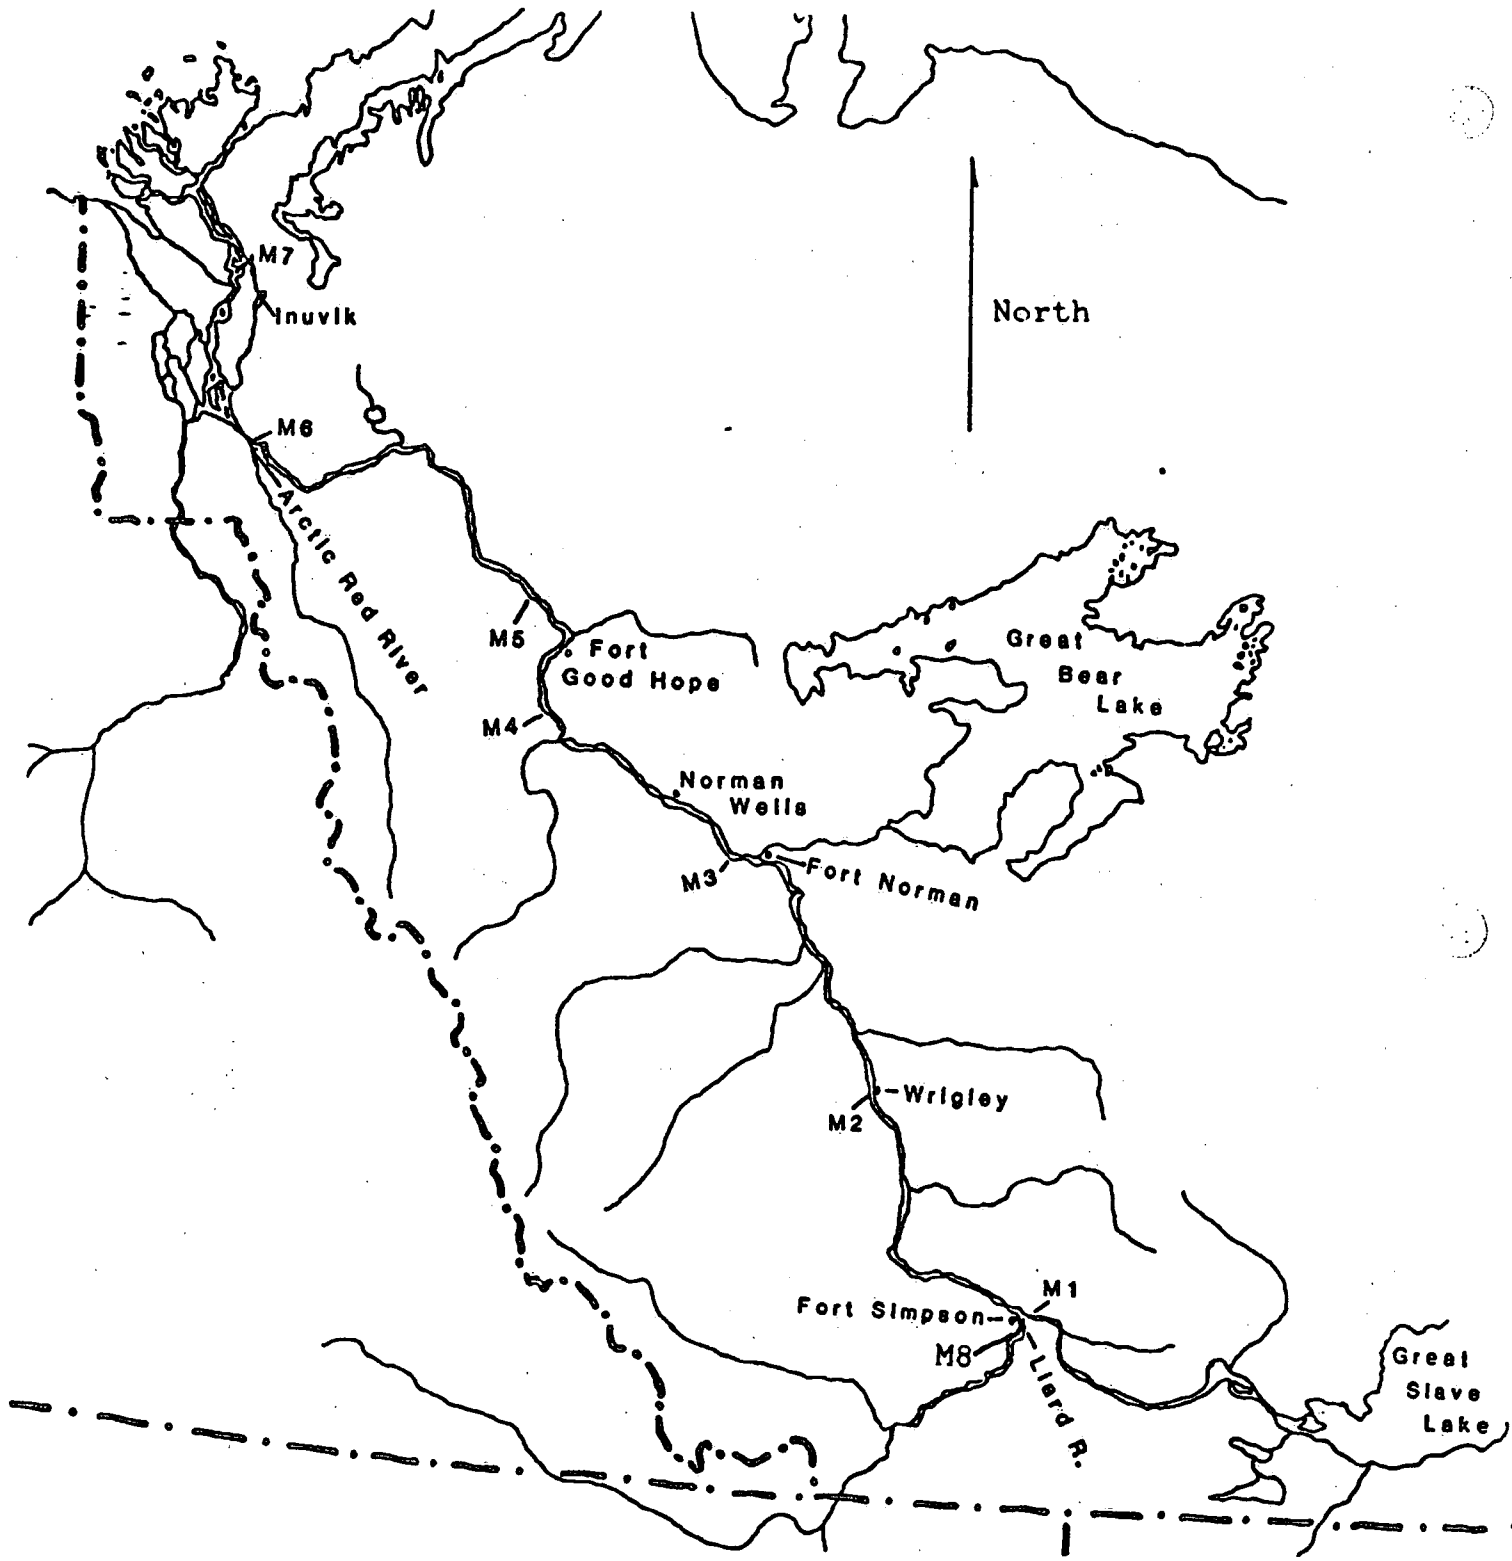 M7
Inuvik
North
M6
Arctic Red River
M5
Fort
Good Hope
Great
Bear
Lake
M4
Norman
Wells
M3
Fort Norman
Wrigley
M2
M1
Fort Simpson
M8
Liard R.
Great
Slave
Lake